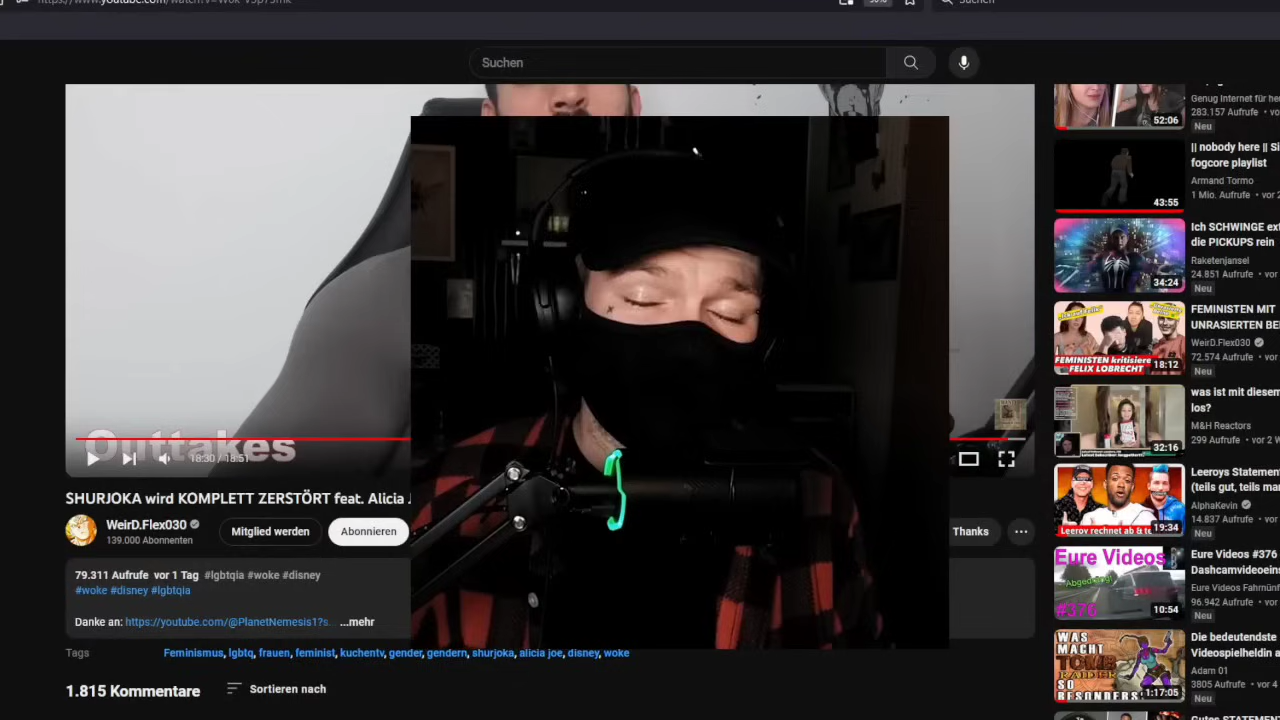 Suchen
Suchen
Outtakes
18:30 / 18:51
SHURJOKA wird KOMPLETT ZERSTÖRT feat. Alicia
WeirD.Flex030
139.000 Abonnenten
Mitglied werden
Abonnieren
Thanks
79.311 Aufrufe vor 1 Tag #lgbtqia #woke #disney
#woke #disney #lgbtqia
Danke an: https://youtube.com/@PlanetNemesis1?s... ...mehr
Tags
Feminismus, lgbtq, frauen, feminist, kuchentv, gender, gendern, shurjoka, alicia joe, disney, woke
1.815 Kommentare
Sortieren nach
52:06
Genug Internet für he
283.157 Aufrufe • vo
Neu
43:55
|| nobody here || Si
fogcore playlist
Armand Tormo
1 Mio. Aufrufe • vor 2
34:24
Ich SCHWINGE ex
die PICKUPS rein
Raketenjansel
24.851 Aufrufe • vor
Neu
FEMINISTEN kritisiere
FELIX LOBRECHT
18:12
FEMINISTEN MIT
UNRASIERTEN BE
WeirD.Flex030
72.574 Aufrufe • vor
Neu
32:16
was ist mit diesem
los?
M&H Reactors
299 Aufrufe • vor 2
Leerov rechnet ab & te
19:34
Leeroys Statemen
(teils gut, teils ma
AlphaKevin
14.837 Aufrufe • vor
Neu
Eure Videos
Abgedrängt!
#376
10:54
Eure Videos #376
Dashcamvideoeins
Eure Videos Fahrnünf
96.942 Aufrufe • vor
Neu
WAS
MACHT
TOMB
RAIDER
SO
BESONDERS
1:17:05
Die bedeutendste
Videospielheldin a
Adam 01
3805 Aufrufe • vor 4
Neu